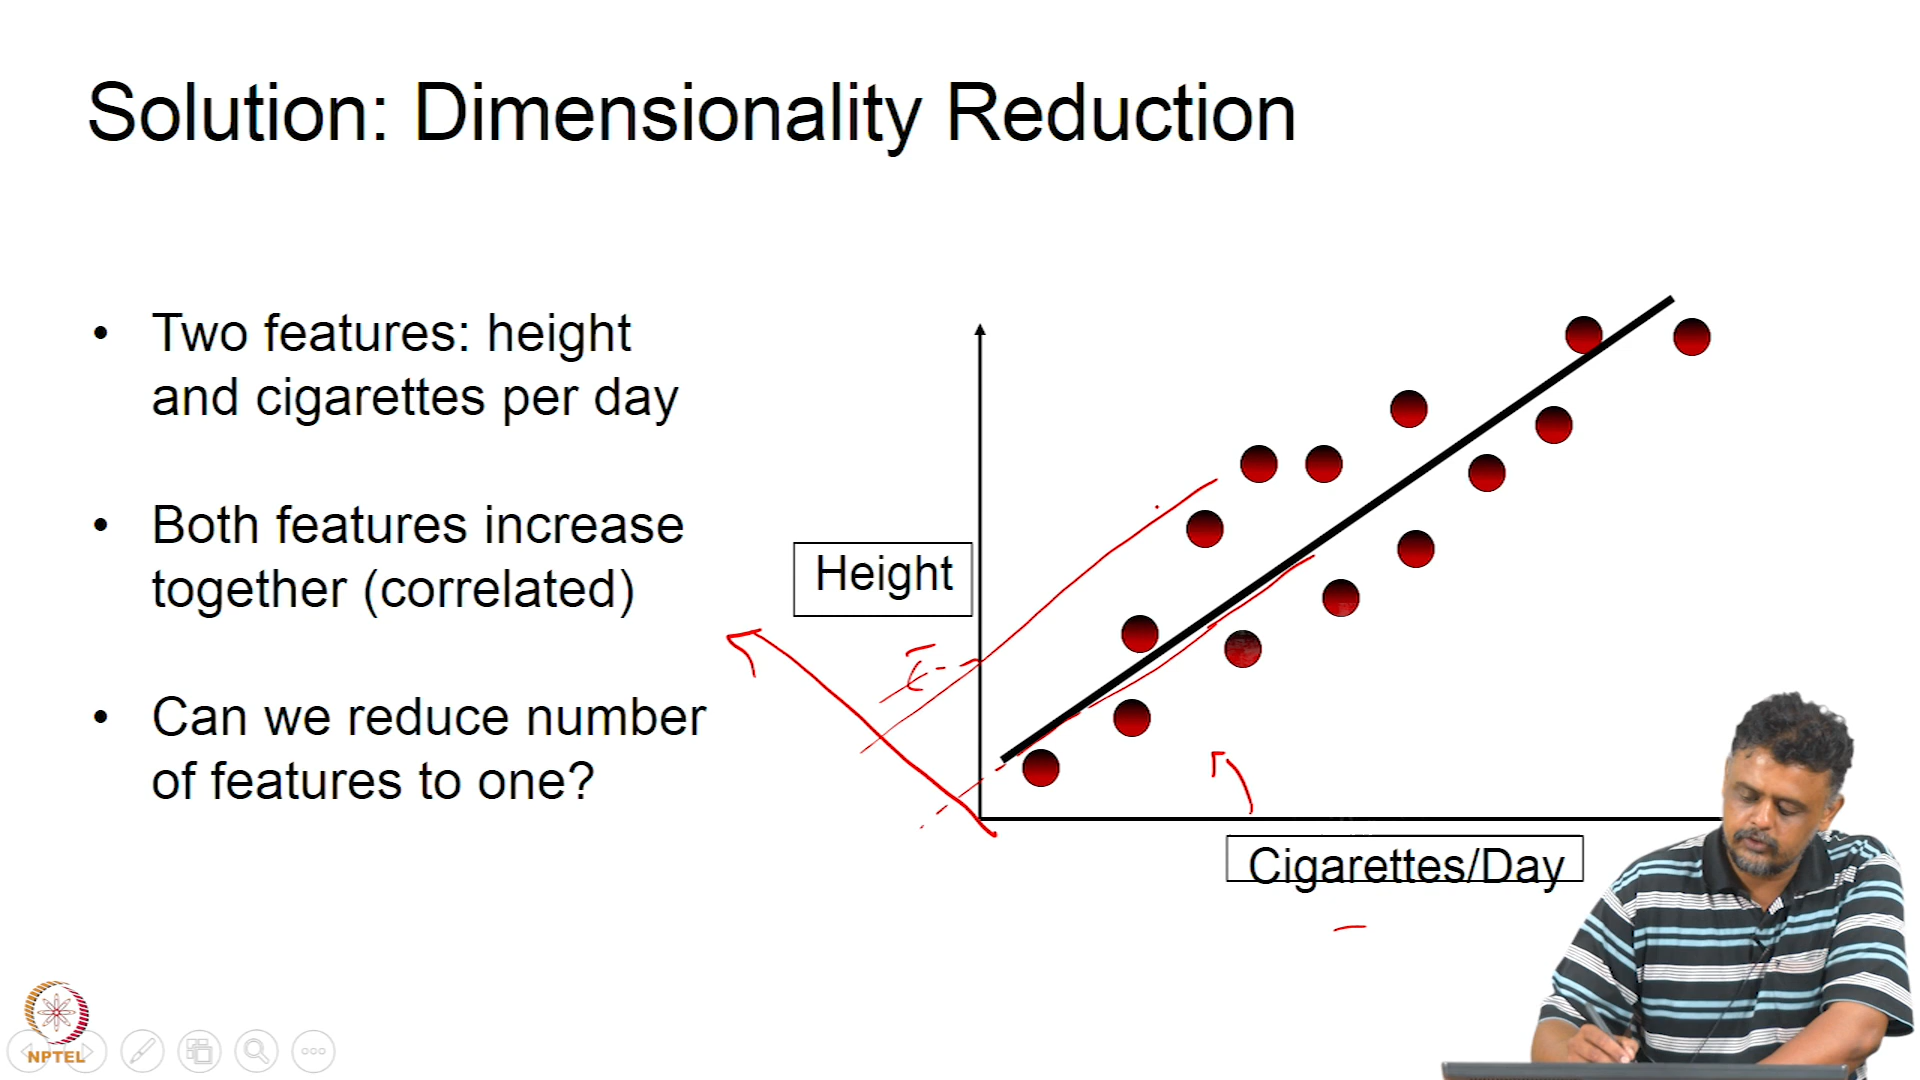 Solution: Dimensionality Reduction
• Two features: height
and cigarettes per day
• Both features increase
together (correlated)
• Can we reduce number
of features to one?
Height
Cigarettes/Day
NPTEL